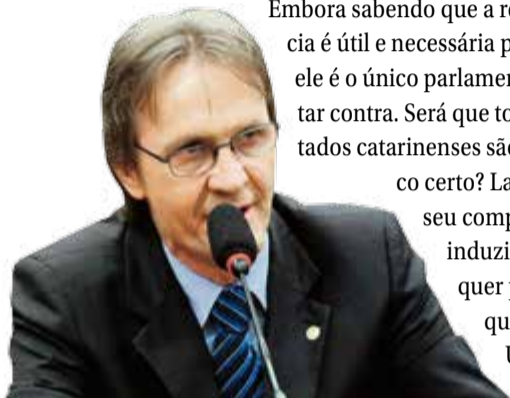 Embora sabendo que a re
cia é útil e necessária p
ele é o único parlamen
tar contra. Será que to
tados catarinenses são
co certo? La
seu comp
induzi
quer
qu